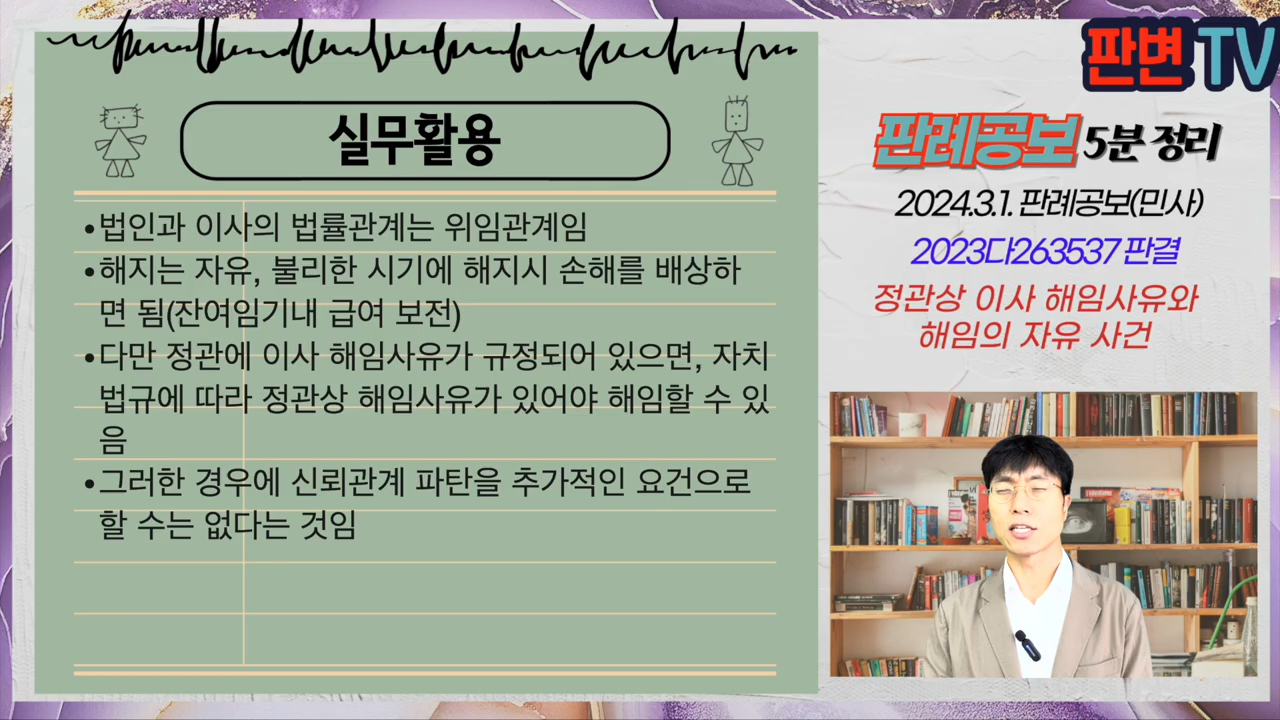 실무활용
•법인과 이사의 법률관계는 위임관계임
•해지는 자유, 불리한 시기에 해지시 손해를 배상하
면 됨(잔여임기내 급여 보전)
•다만 정관에 이사 해임사유가 규정되어 있으면, 자치
법규에 따라 정관상 해임사유가 있어야 해임할 수 있
음
•그러한 경우에 신뢰관계 파탄을 추가적인 요건으로
할 수는 없다는 것임
판변 TV
판례공보 5분 정리
2024.3.1. 판례공보(민사)
2023다263537 판결
정관상 이사 해임사유와
해임의 자유 사건